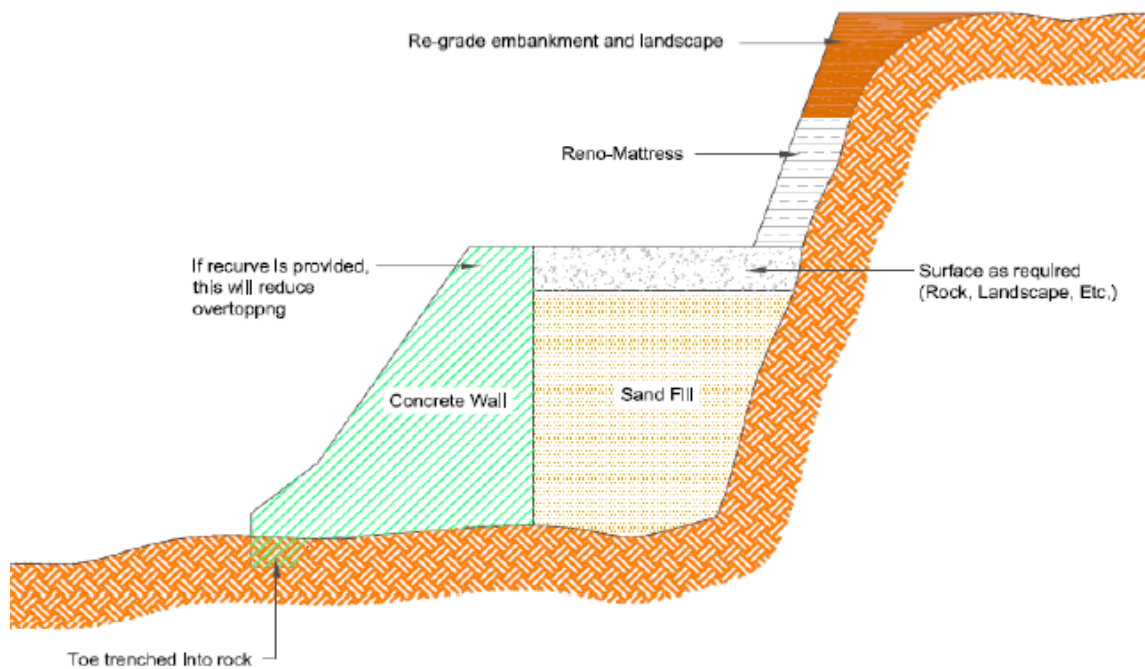 Re-grade embankment and landscape
Reno-Mattress
If recurve Is provided,
this will reduce
overtoppng
Surface as required
(Rock, Landscape, Etc,)
Concrete Wall
Sand Fill
Toe trenched Into rock